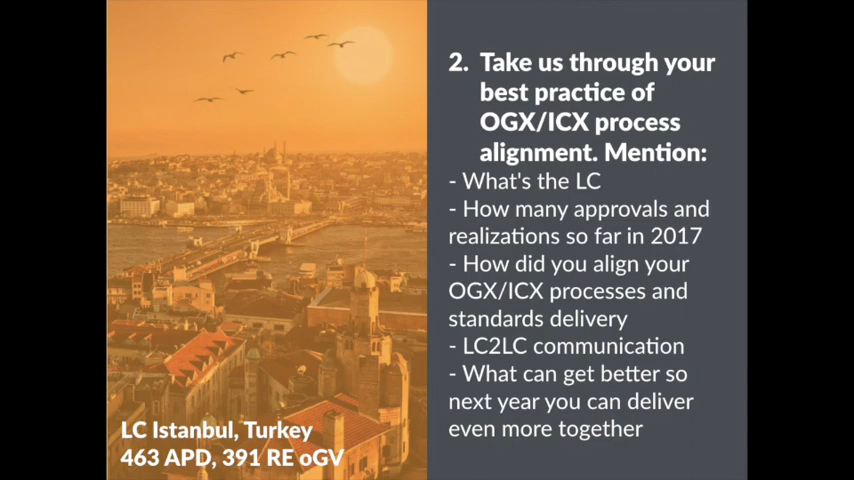 2. Take us through your
best practice of
OGX/ICX process
alignment. Mention:
- What's the LC
- How many approvals and
realizations so far in 2017
- How did you align your
OGX/ICX processes and
standards delivery
- LC2LC communication
- What can get better so
next year you can deliver
even more together
LC Istanbul, Turkey
463 APD, 391 RE oGV